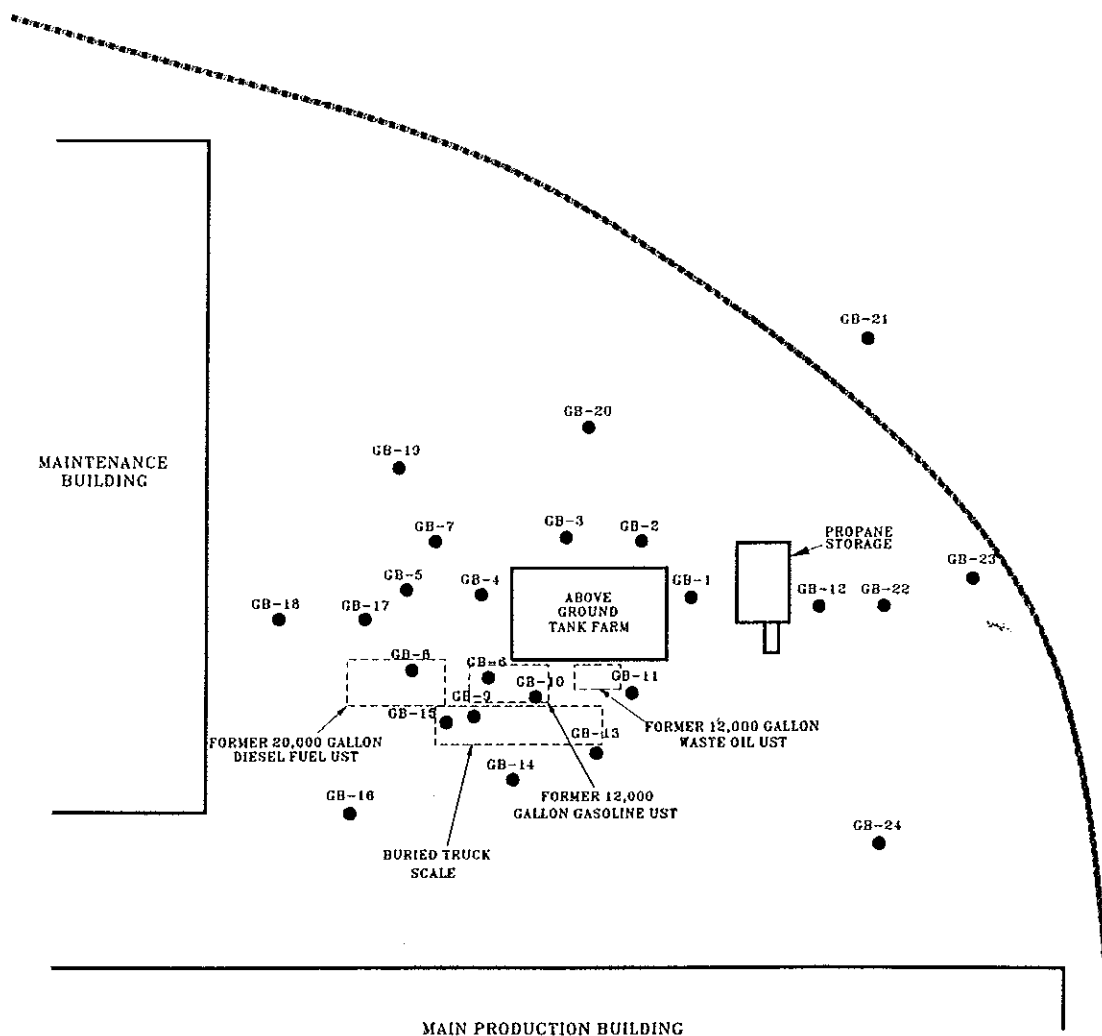 GB-21
GB-20
GB-19
MAINTENANCE
BUILDING
GB-7
GB-3
GB-2
PROPANE
STORAGE
GB-23
GB-5
GB-4
GB-1
GB-12
GB-22
GB-18
GB-17
ABOVE
GROUND
TANK FARM
GB-6
GB-8
GB-10
GB-11
GB-9
GB-15
GB-13
FORMER 20,000 GALLON
DIESEL FUEL UST
FORMER 12,000 GALLON
WASTE OIL UST
GB-14
FORMER 12,000
GALLON GASOLINE UST
GB-16
GB-24
BURIED TRUCK
SCALE
MAIN PRODUCTION BUILDING